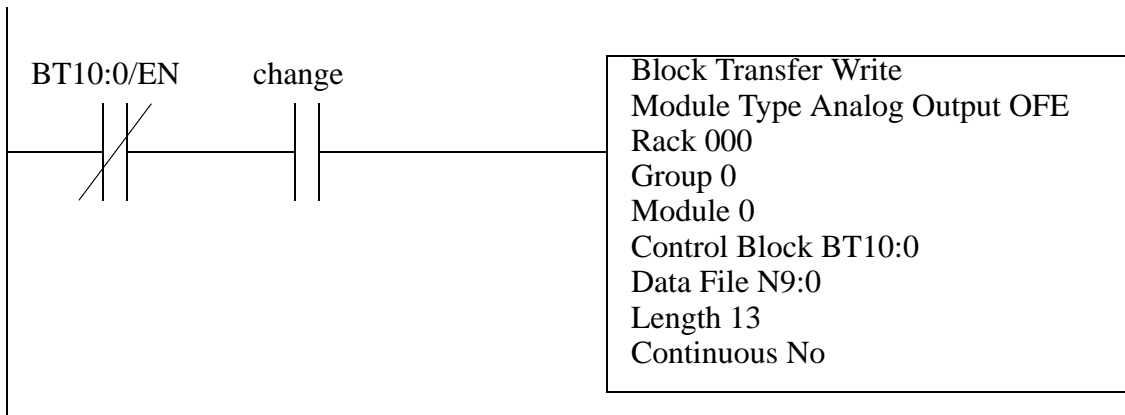 BT10:0/EN
change
Block Transfer Write
Module Type Analog Output OFE
Rack 000
Group 0
Module 0
Control Block BT10:0
Data File N9:0
Length 13
Continuous No